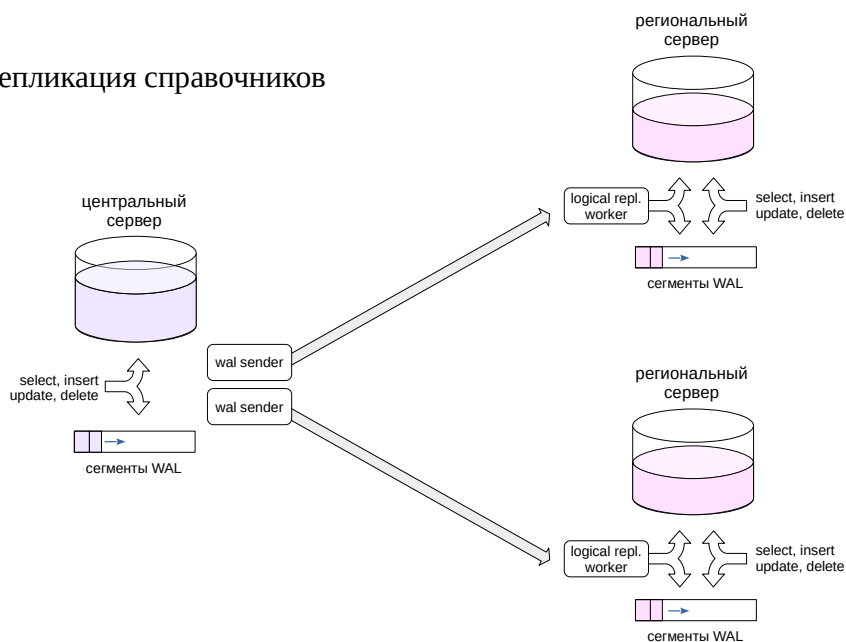 епликация справочников
центральный
сервер
select, insert
update, delete
сегменты WAL
wal sender
wal sender
региональный
сервер
logical repl.
worker
select, insert
update, delete
сегменты WAL
региональный
сервер
logical repl.
worker
select, insert
update, delete
сегменты WAL